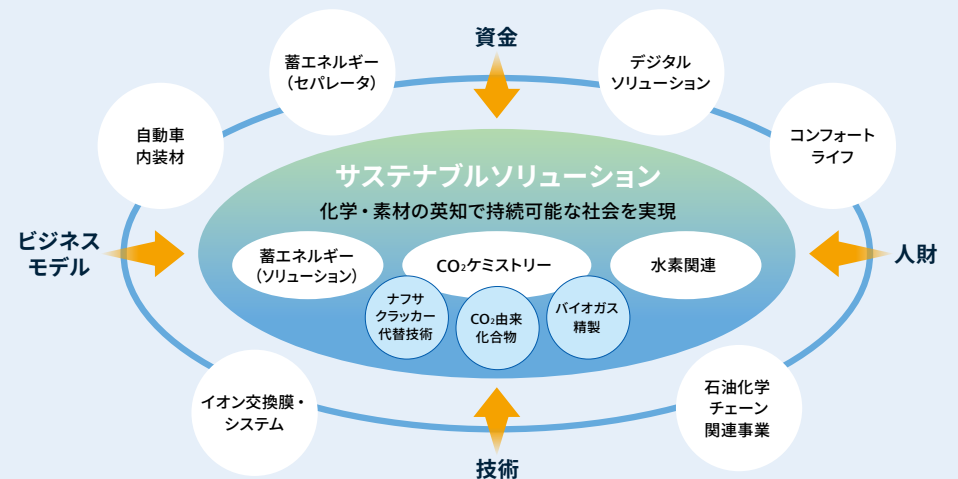 資金
蓄エネルギー
（セパレータ）
デジタル
ソリューション
自動車
内装材
コンフォート
ライフ
サステナブルソリューション
化学・素材の英知で持続可能な社会を実現
ビジネス
モデル
人財
蓄エネルギー
（ソリューション）
CO₂ケミストリー
水素関連
ナフサ
クラッカー
代替技術
CO₂由来
化合物
バイオガス
精製
イオン交換膜・
システム
石油化学
チェーン
関連事業
技術